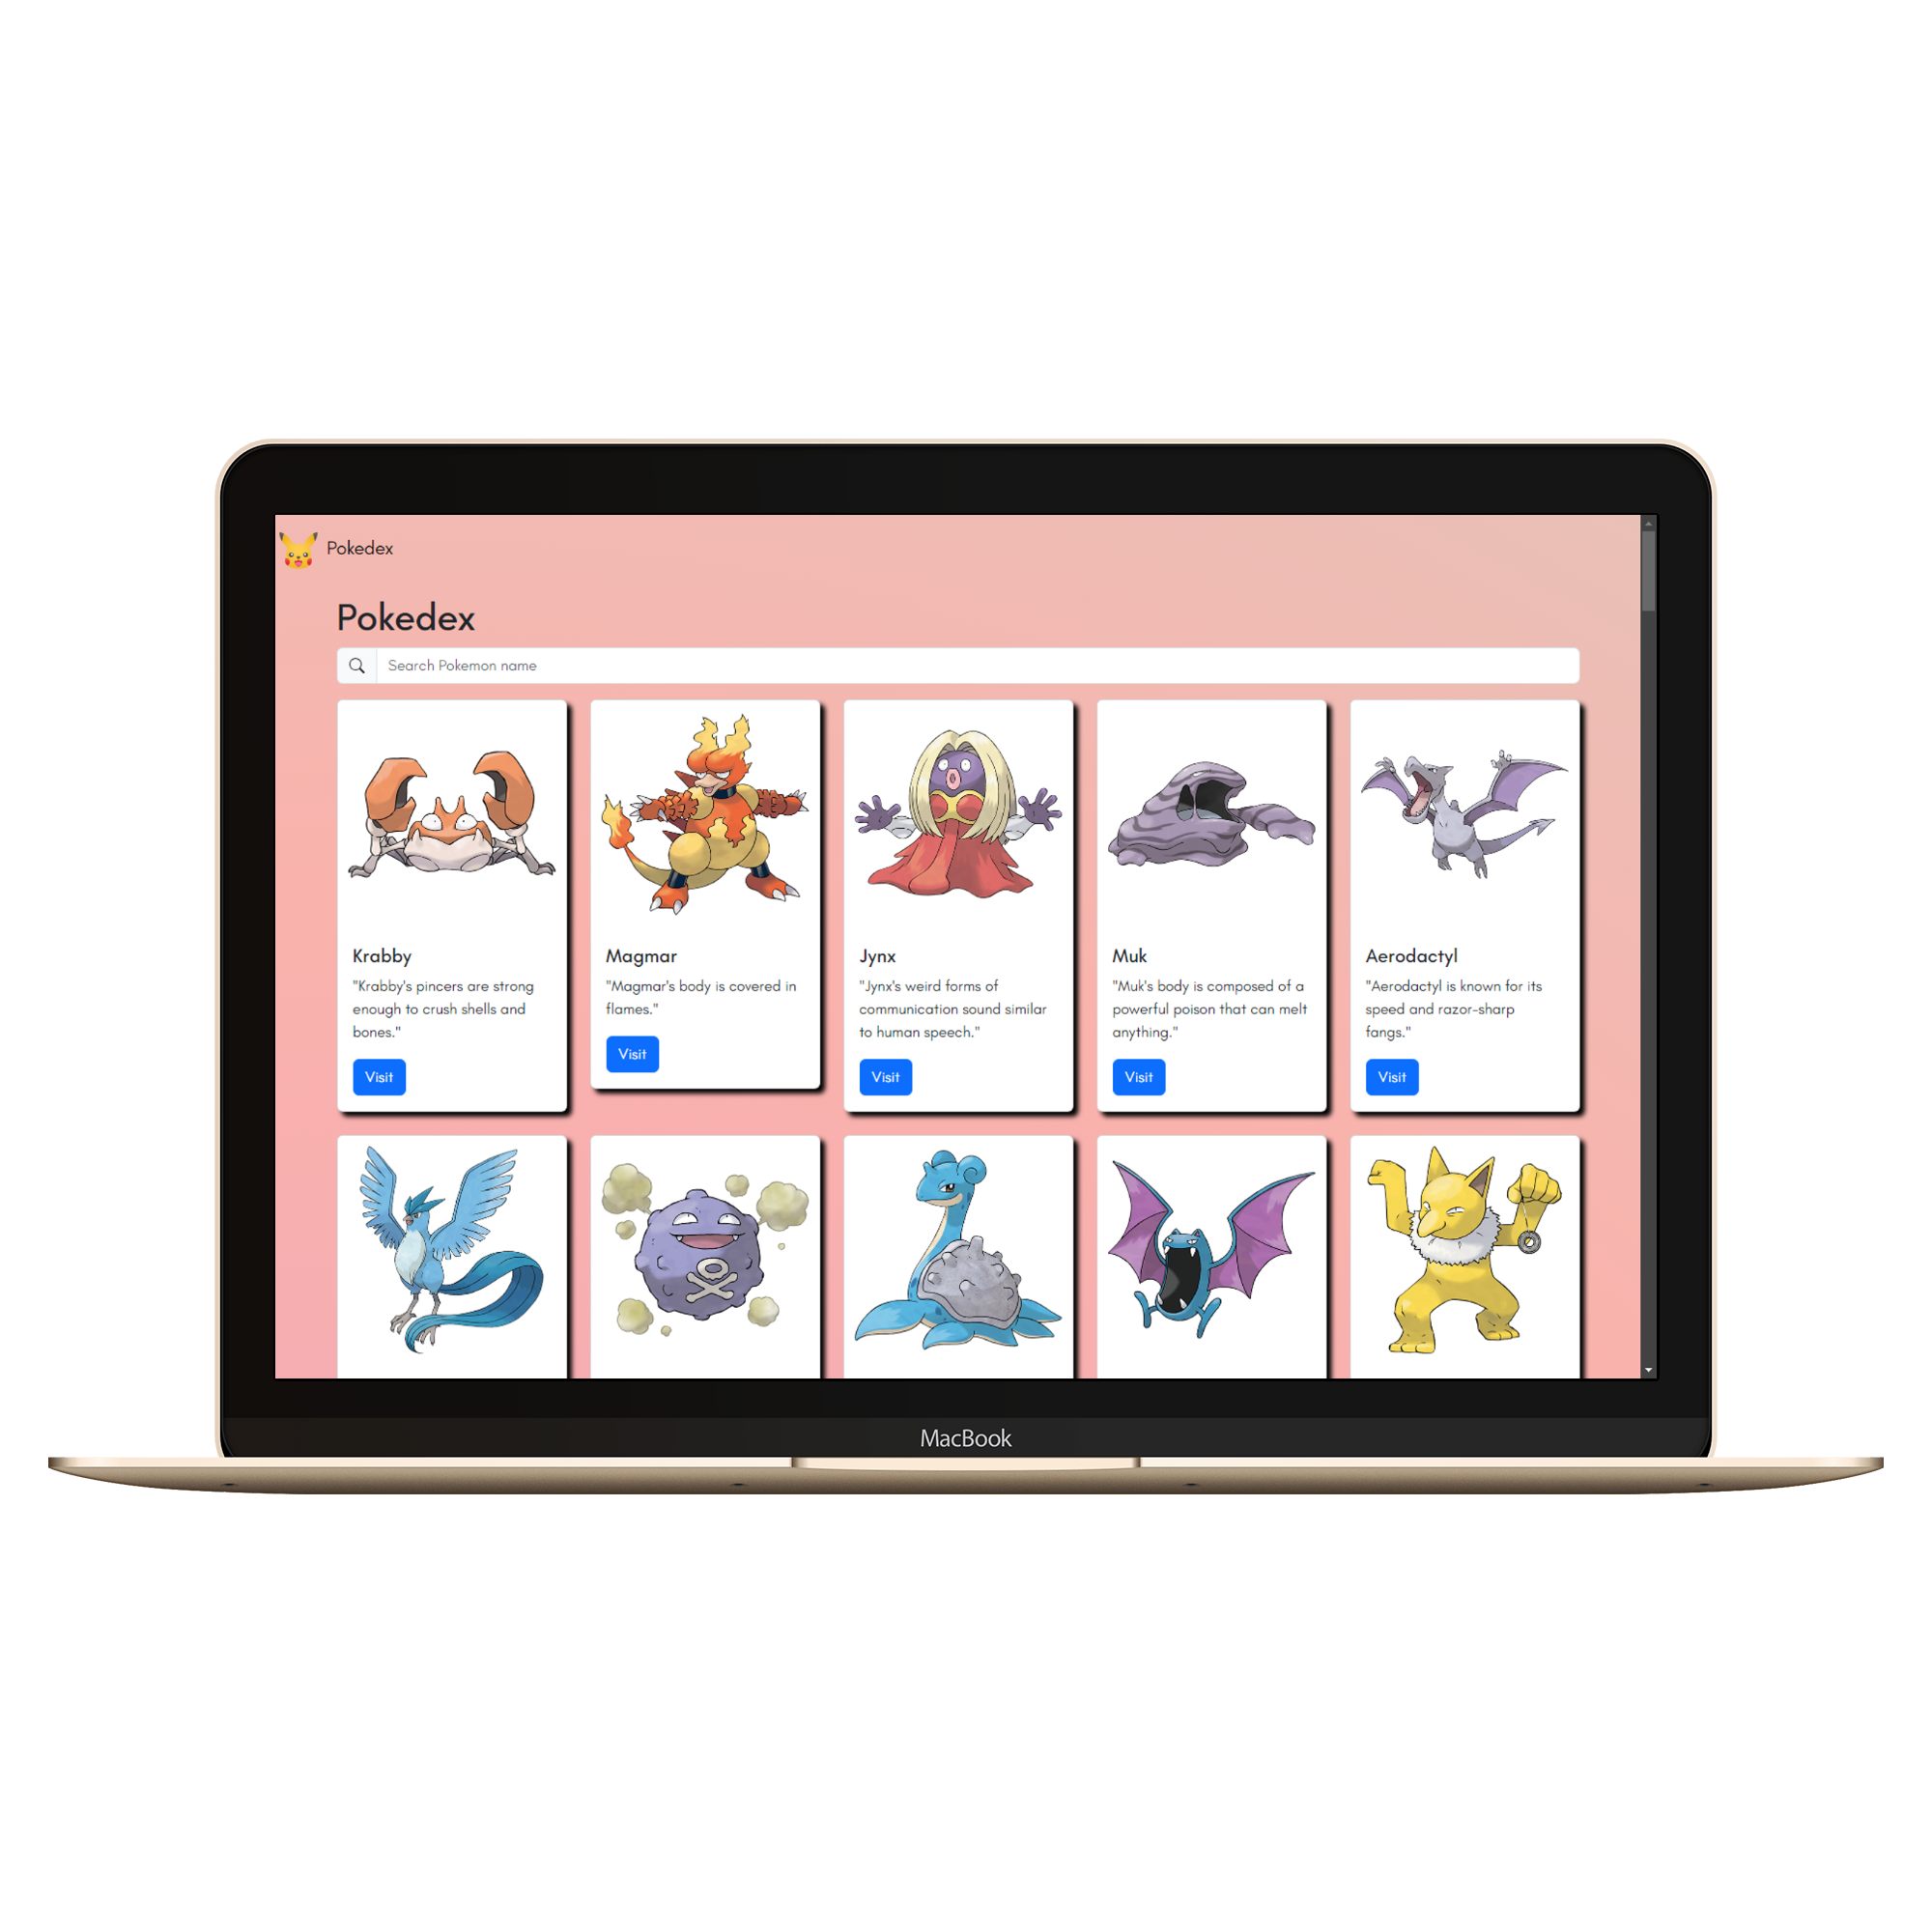 Pokedex
Pokedex
Search Pokemon name
Krabby
"Krabby's pincers are strong
enough to crush shells and
bones."
Visit
Magmar
"Magmar's body is covered in
flames."
Visit
Jynx
"Jynx's weird forms of
communication sound similar
to human speech."
Visit
Muk
"Muk's body is composed of a
powerful poison that can melt
anything."
Visit
Aerodactyl
"Aerodactyl is known for its
speed and razor-sharp
fangs."
Visit
MacBook